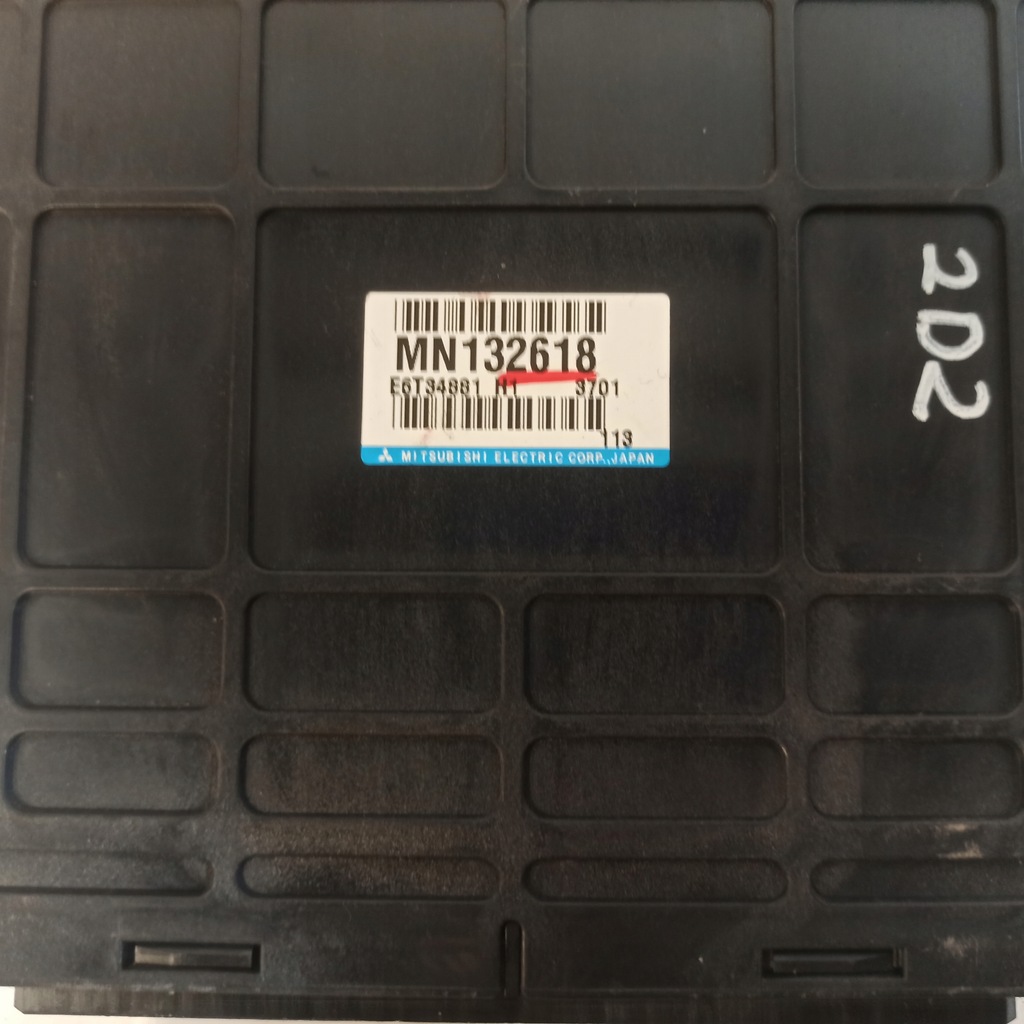 MN132618
E6T34881 H1 3701
113
MITSUBISHI ELECTRIC CORP.,JAPAN
2D2